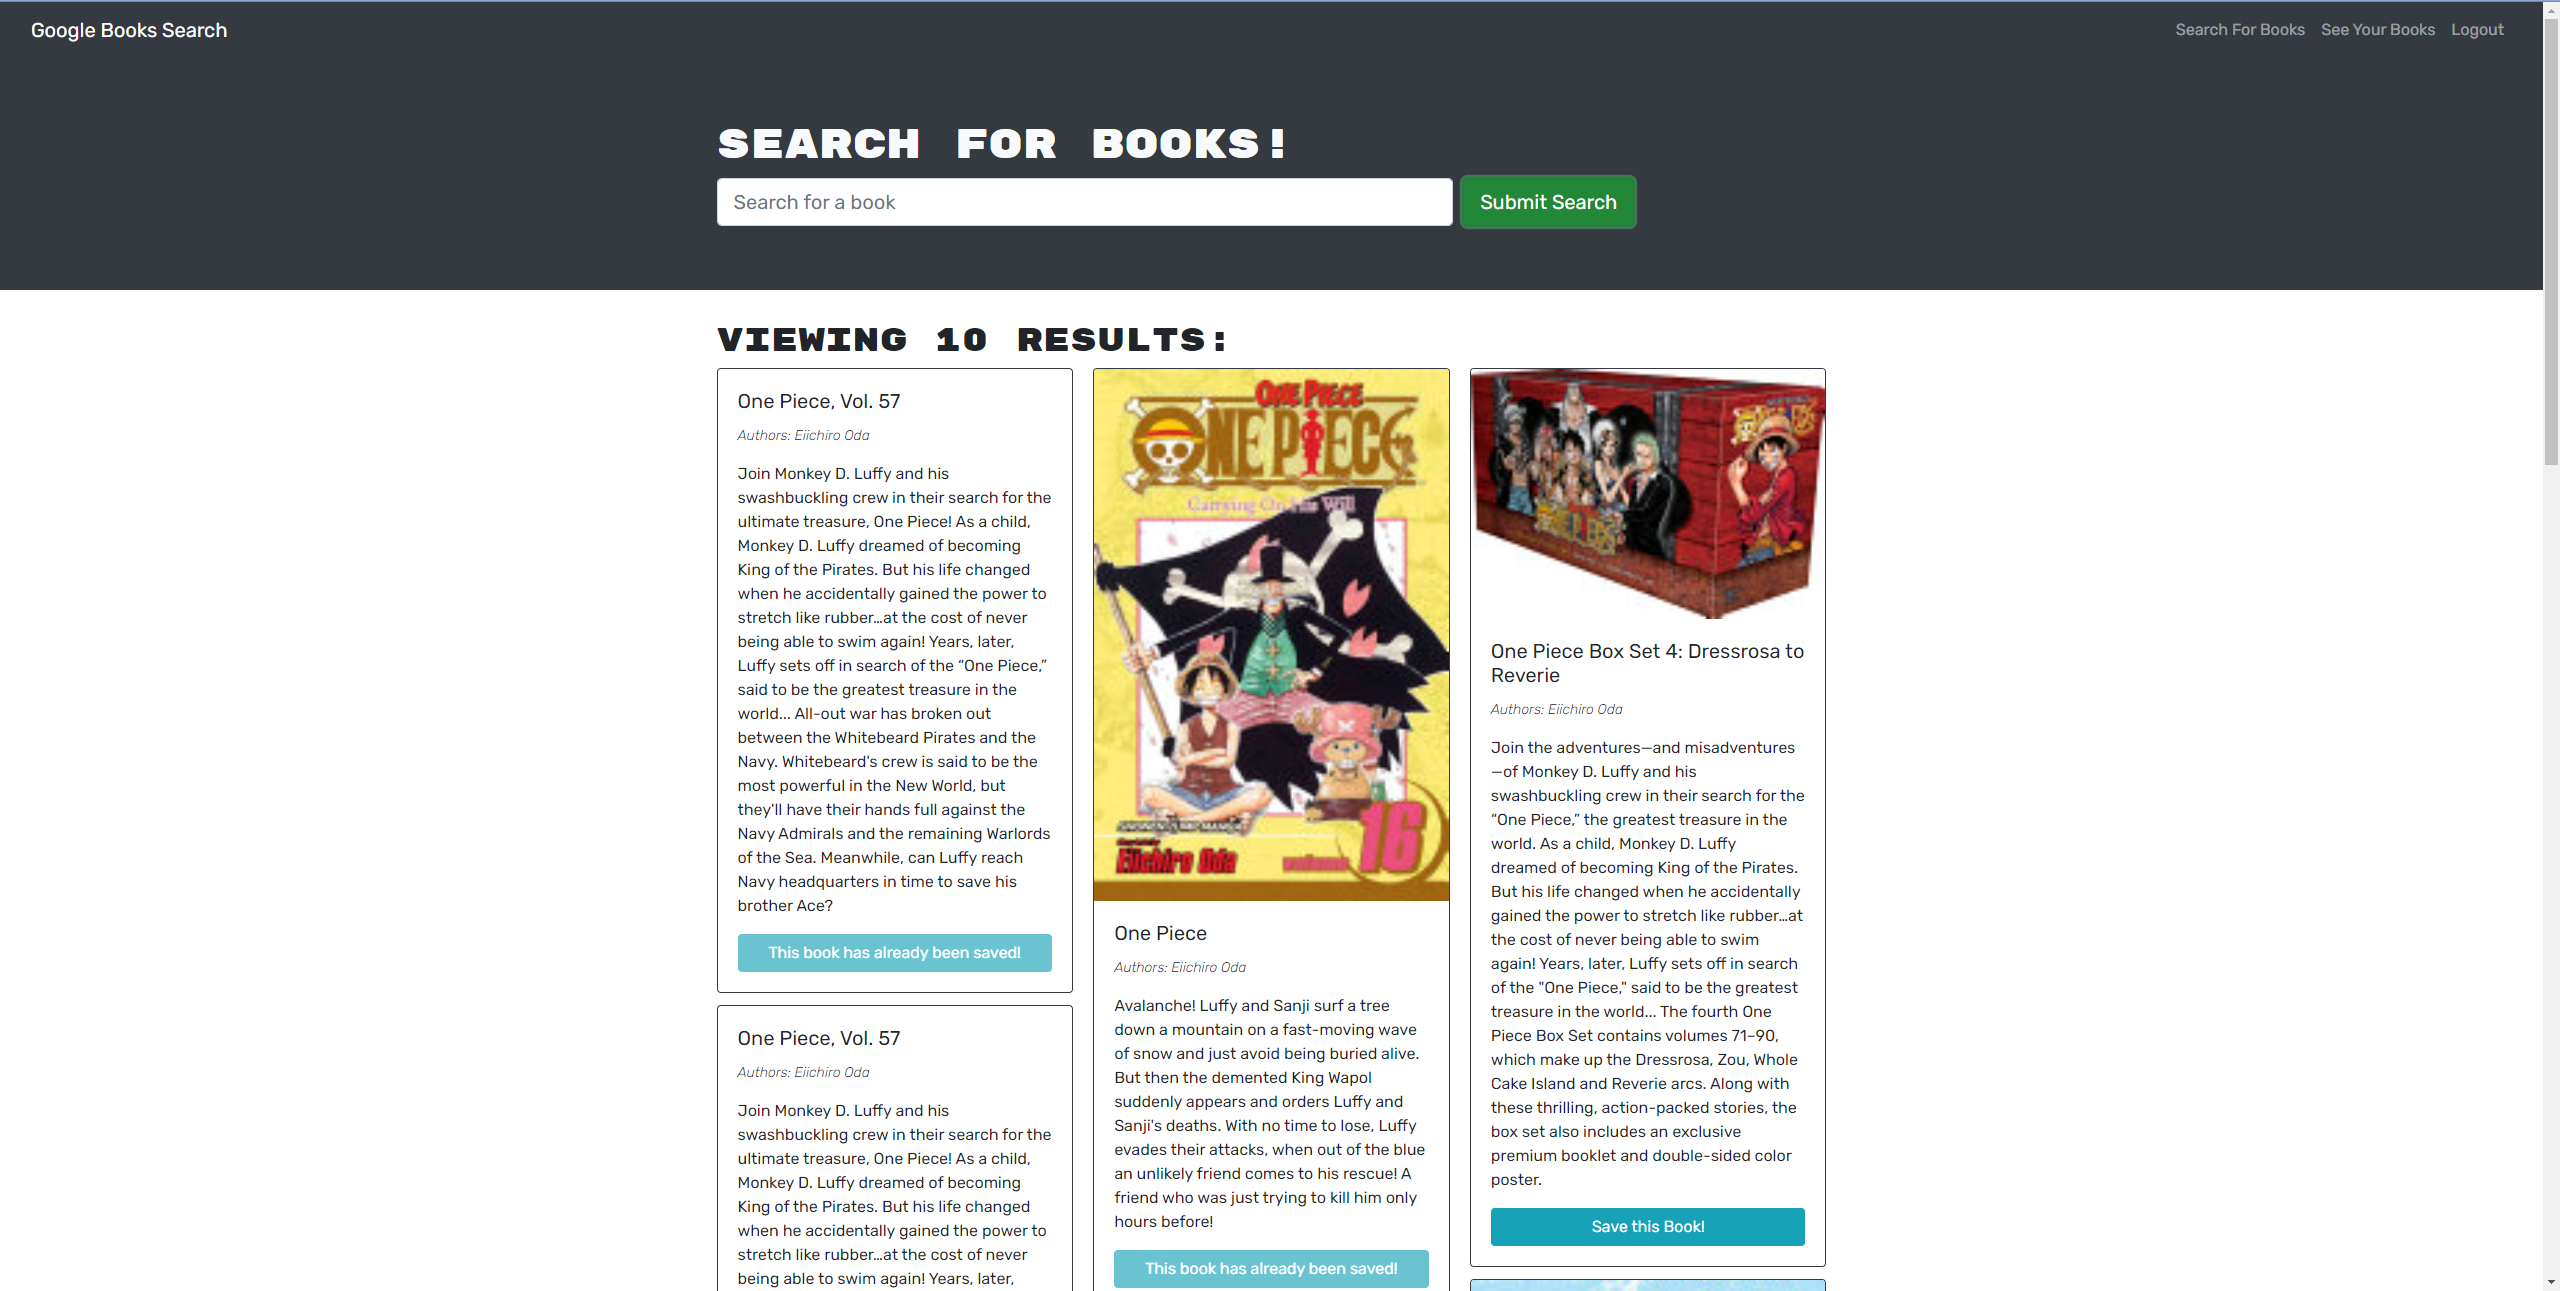 Google Books Search
Search For Books
See Your Books
Logout
SEARCH FOR BOOKS!
Search for a book
Submit Search
VIEWING 10 RESULTS:
One Piece, Vol. 57
Authors: Eiichiro Oda
Join Monkey D. Luffy and his
swashbuckling crew in their search for the
ultimate treasure, One Piece! As a child,
Monkey D. Luffy dreamed of becoming
King of the Pirates. But his life changed
when he accidentally gained the power to
stretch like rubber...at the cost of never
being able to swim again! Years, later,
Luffy sets off in search of the “One Piece,”
said to be the greatest treasure in the
world... All-out war has broken out
between the Whitebeard Pirates and the
Navy. Whitebeard's crew is said to be the
most powerful in the New World, but
they'll have their hands full against the
Navy Admirals and the remaining Warlords
of the Sea. Meanwhile, can Luffy reach
Navy headquarters in time to save his
brother Ace?
This book has already been saved!
One Piece, Vol. 57
Authors: Eiichiro Oda
Join Monkey D. Luffy and his
swashbuckling crew in their search for the
ultimate treasure, One Piece! As a child,
Monkey D. Luffy dreamed of becoming
King of the Pirates. But his life changed
when he accidentally gained the power to
stretch like rubber...at the cost of never
being able to swim again! Years, later,
ONE PIECE
ONE PIECE
Carrying On His Will
Eiichiro Oda
16
One Piece
Authors: Eiichiro Oda
Avalanche! Luffy and Sanji surf a tree
down a mountain on a fast-moving wave
of snow and just avoid being buried alive.
But then the demented King Wapol
suddenly appears and orders Luffy and
Sanji's deaths. With no time to lose, Luffy
evades their attacks, when out of the blue
an unlikely friend comes to his rescue! A
friend who was just trying to kill him only
hours before!
This book has already been saved!
One Piece Box Set 4: Dressrosa to
Reverie
Authors: Eiichiro Oda
Join the adventures—and misadventures
—of Monkey D. Luffy and his
swashbuckling crew in their search for the
“One Piece,” the greatest treasure in the
world. As a child, Monkey D. Luffy
dreamed of becoming King of the Pirates.
But his life changed when he accidentally
gained the power to stretch like rubber...at
the cost of never being able to swim
again! Years, later, Luffy sets off in search
of the "One Piece," said to be the greatest
treasure in the world... The fourth One
Piece Box Set contains volumes 71–90,
which make up the Dressrosa, Zou, Whole
Cake Island and Reverie arcs. Along with
these thrilling, action-packed stories, the
box set also includes an exclusive
premium booklet and double-sided color
poster.
Save this Book!